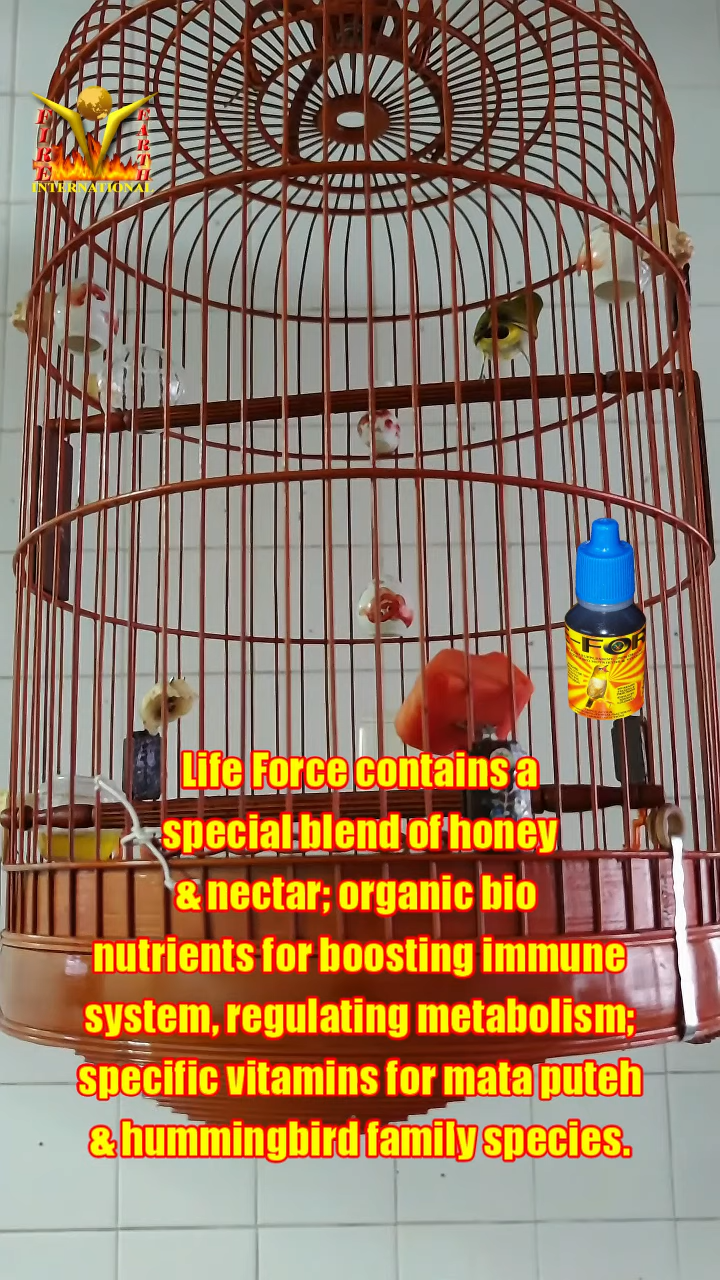 FIRE EARTH
INTERNATIONAL
-FOR
Life Force contains a
special blend of honey
& nectar; organic bio
nutrients for boosting immune
system, regulating metabolism;
specific vitamins for mata puteh
& hummingbird family species.